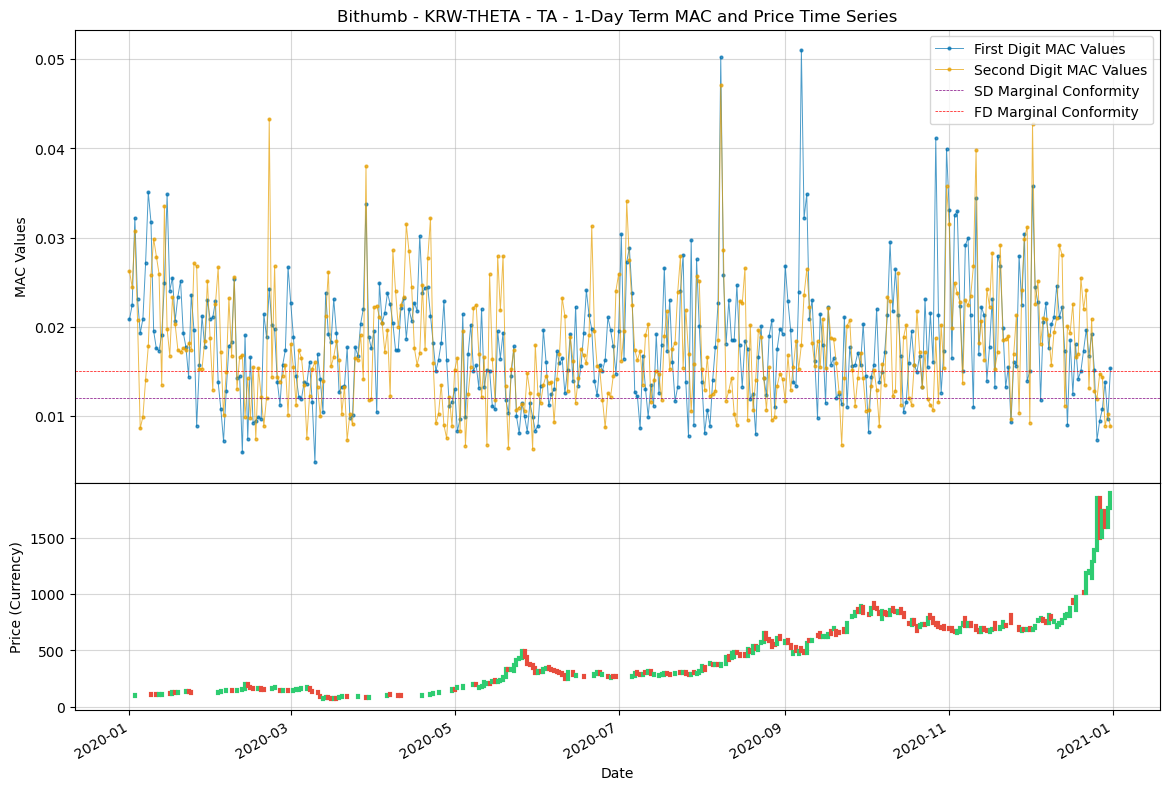 Bithumb - KRW-THETA - TA - 1-Day Term MAC and Price Time Series
First Digit MAC Values
Second Digit MAC Values
SD Marginal Conformity
FD Marginal Conformity
MAC Values
0.05
0.04
0.03
0.02
0.01
Price (Currency)
1500
1000
500
0
2020-01
2020-03
2020-05
2020-07
2020-09
2020-11
2021-01
Date